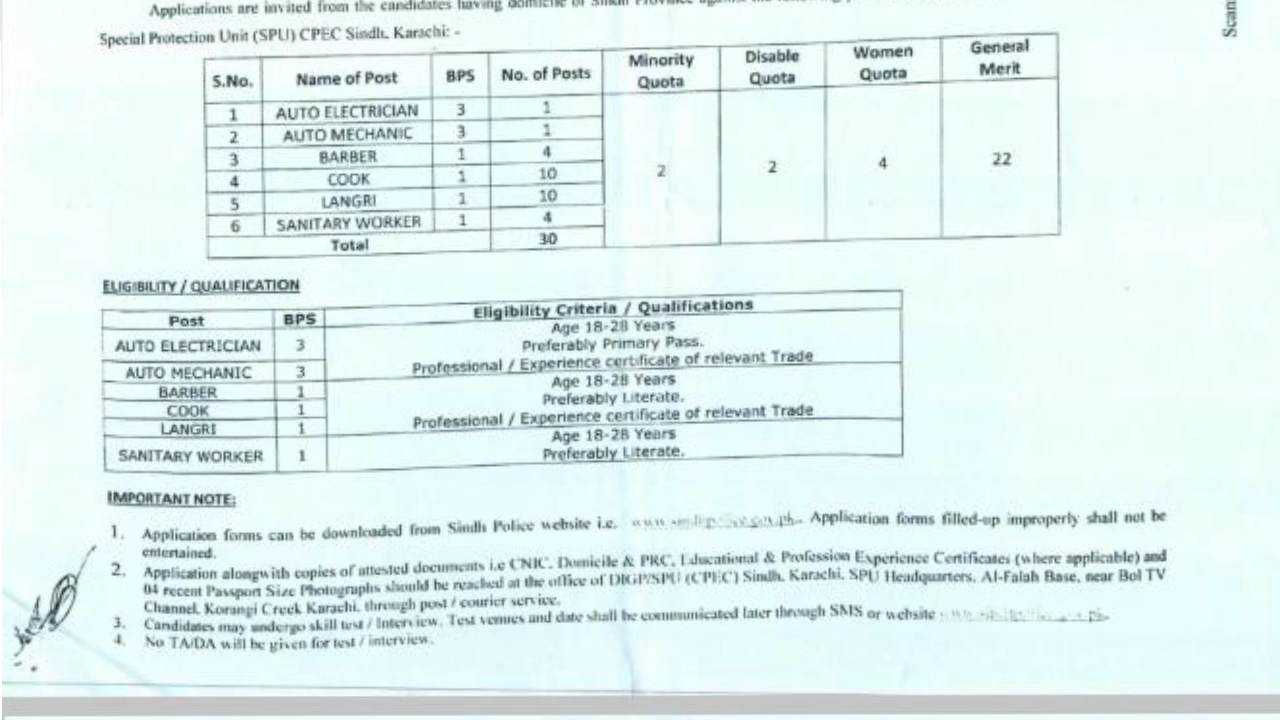 Applications are invited from the candidates having domicile of Sindh Province against the
Special Protection Unit (SPU) CPEC Sindh, Karachi: -
S.No. Name of Post BPS No. of Posts Minority Quota Disable Quota Women Quota General Merit
1 AUTO ELECTRICIAN 3 1
2 AUTO MECHANIC 3 1
3 BARBER 1 4
4 COOK 1 10 2 2 4 22
5 LANGRI 1 10
6 SANITARY WORKER 1 4
Total 30
ELIGIBILITY / QUALIFICATION
Post BPS Eligibility Criteria / Qualifications
AUTO ELECTRICIAN 3 Age 18-28 Years
Preferably Primary Pass.
AUTO MECHANIC 3 Professional / Experience certificate of relevant Trade
BARBER 1 Age 18-28 Years
COOK 1 Preferably Literate.
LANGRI 1 Professional / Experience certificate of relevant Trade
SANITARY WORKER 1 Age 18-28 Years
Preferably Literate.
IMPORTANT NOTE:
1. Application forms can be downloaded from Sindh Police website i.e. Application forms filled-up improperly shall not be
entertained.
2. Application alongwith copies of attested documents i.e CNIC, Domicile & PRC, Educational & Profession Experience Certificates (where applicable) and
04 recent Passport Size Photographs should be reached at the office of DIGP/SPU (CPEC) Sindh, Karachi, SPU Headquarters, Al-Falah Base, near Bol TV
Channel, Korangi Creek Karachi, through post / courier service.
3. Candidates may undergo skill test / Interview. Test venues and date shall be communicated later through SMS or website
4. No TA/DA will be given for test / interview.
Scan